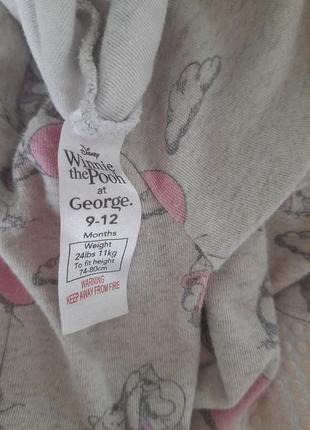 Disney
Winnie
the Pooh
at
George.
9-12
Months
Weight
24lbs 11kg
To fit height
74-80cm
WARNING
KEEP AWAY FROM FIRE